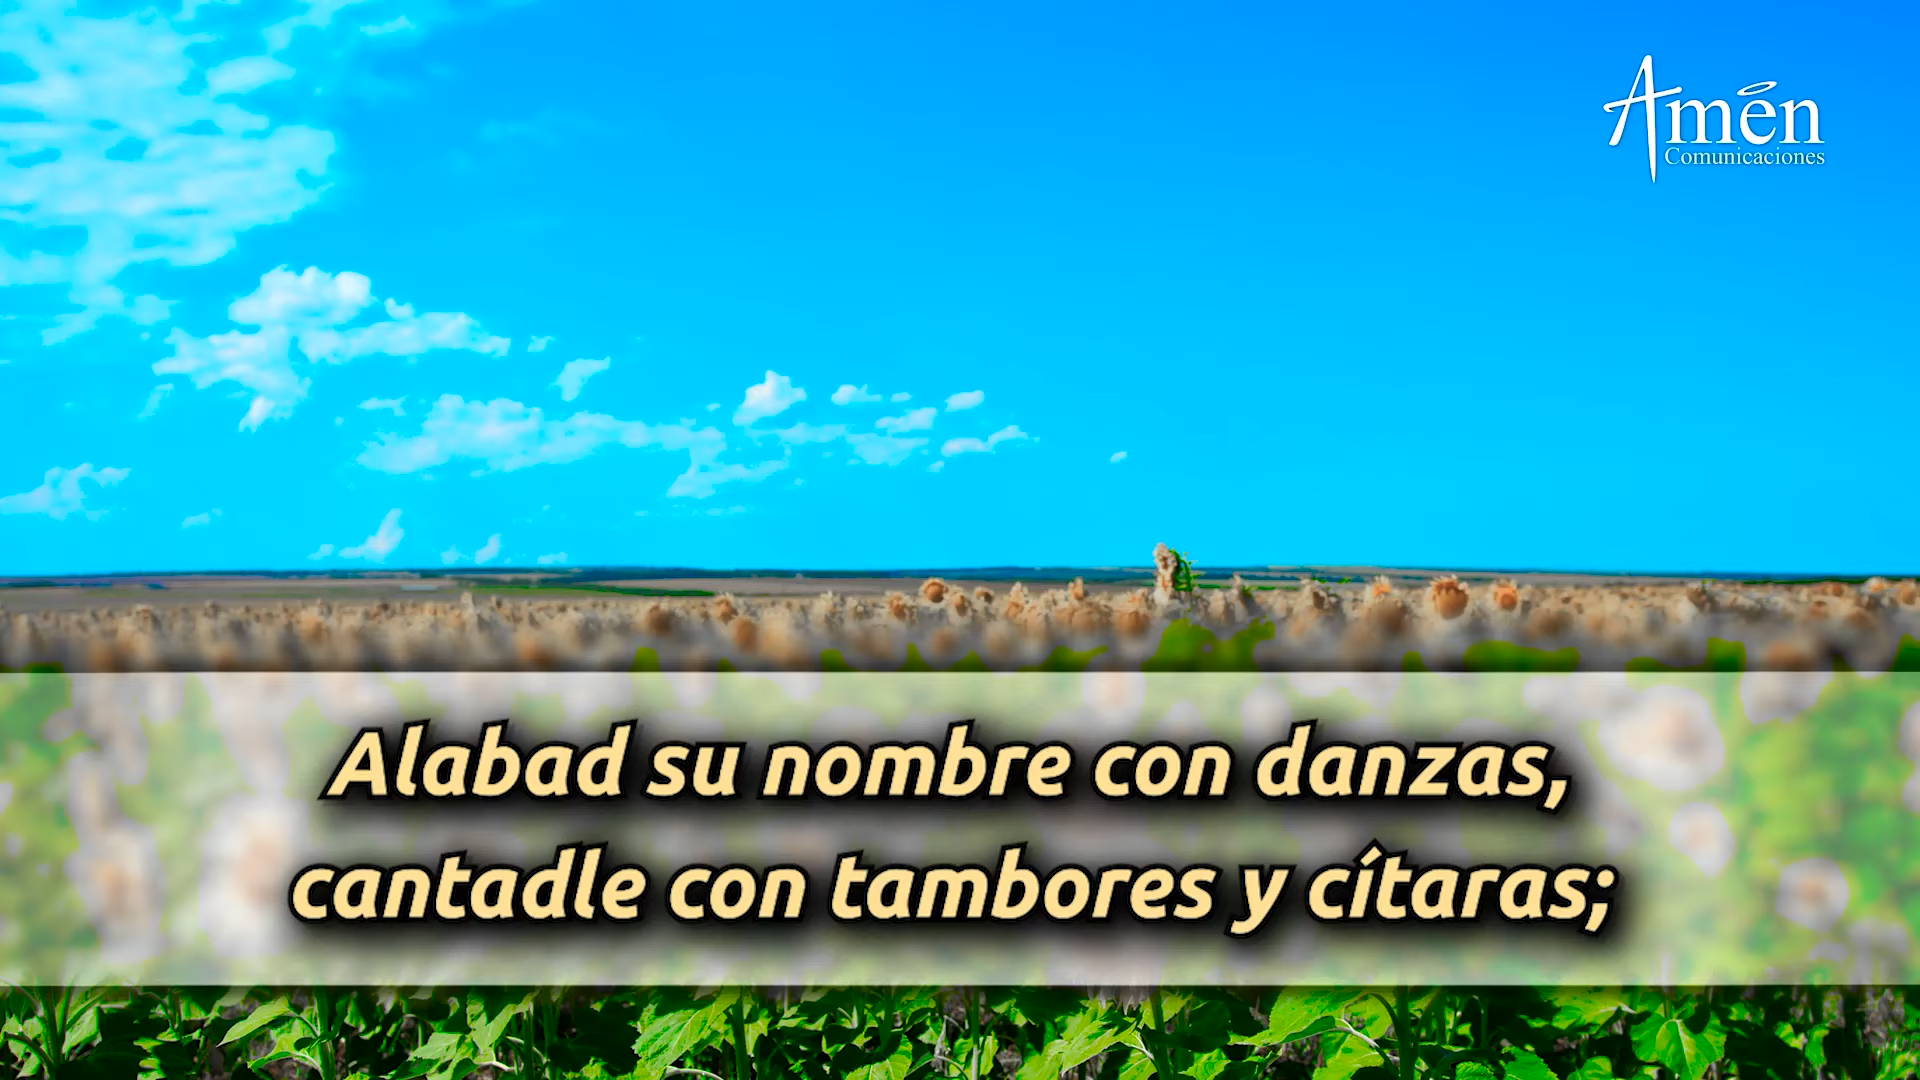 Amén
Comunicaciones
Alabad su nombre con danzas,
cantadle con tambores y cítaras;